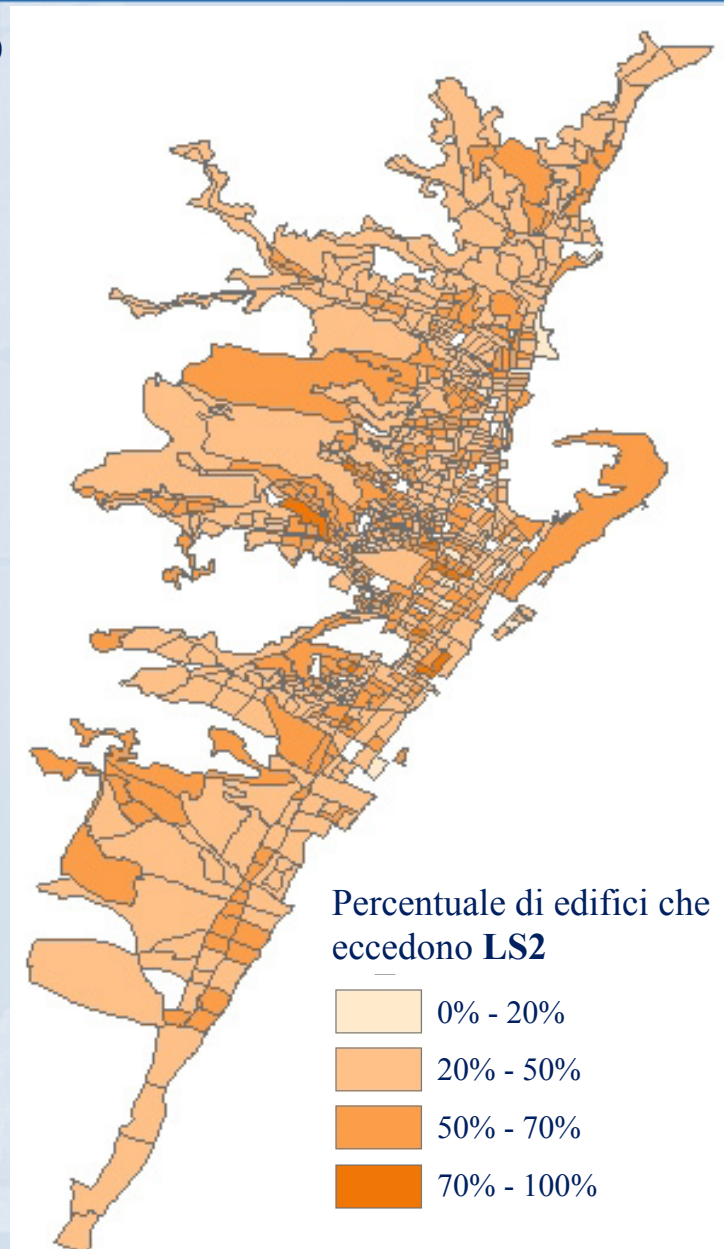 )
Percentuale di edifici che
eccedono LS2
0% - 20%
20% - 50%
50% - 70%
70% - 100%